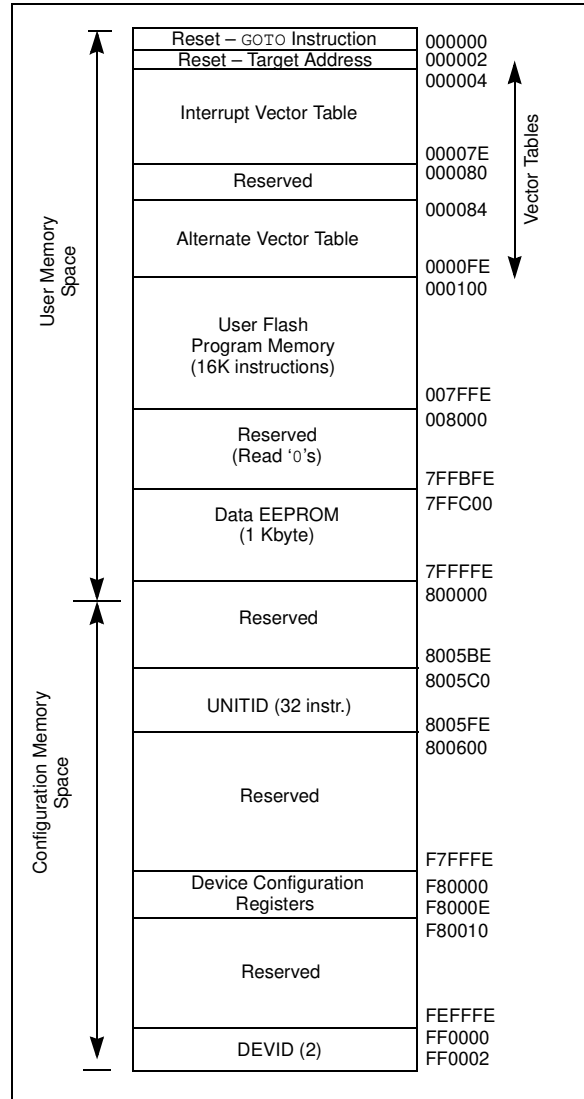 Reset – GOTO Instruction
000000
Reset – Target Address
000002
000004
Interrupt Vector Table
00007E
000080
Reserved
000084
Alternate Vector Table
0000FE
000100
Vector Tables
User Memory
Space
User Flash
Program Memory
(16K instructions)
007FFE
008000
Reserved
(Read ‘0’s)
7FFBFE
7FFC00
Data EEPROM
(1 Kbyte)
7FFFFE
800000
Reserved
8005BE
8005C0
UNITID (32 instr.)
8005FE
800600
Configuration Memory
Space
Reserved
F7FFFE
Device Configuration
Registers
F80000
F8000E
F80010
Reserved
FEFFFE
FF0000
DEVID (2)
FF0002